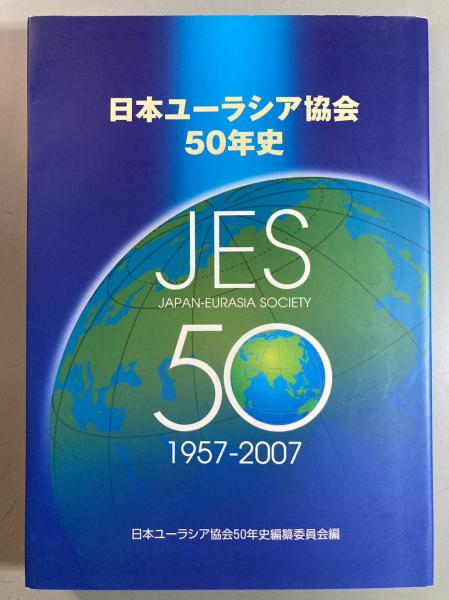 日本ユーラシア協会
50年史
JES
JAPAN-EURASIA SOCIETY
50
1957-2007
日本ユーラシア協会50年史編纂委員会編